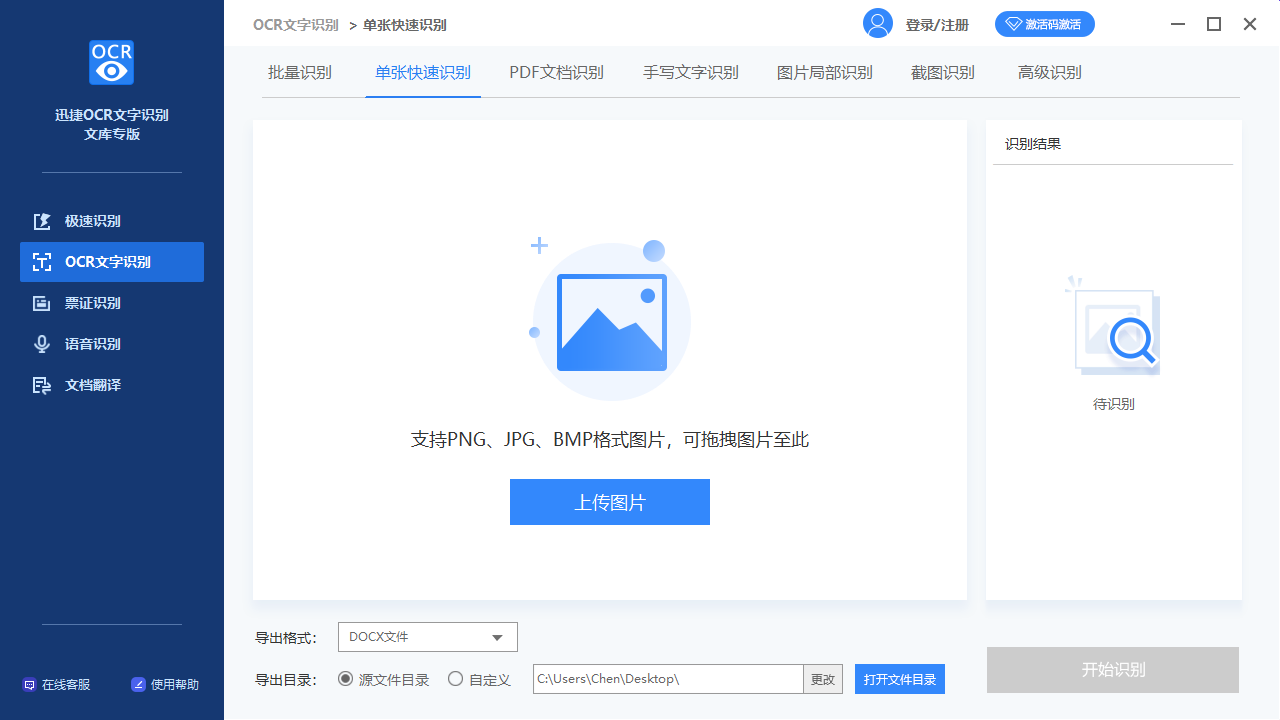 OCR
迅捷OCR文字识别
文库专版
极速识别
OCR文字识别
票证识别
语音识别
文档翻译
在线客服
使用帮助
OCR文字识别 > 单张快速识别
登录/注册
激活码激活
批量识别
单张快速识别
PDF文档识别
手写文字识别
图片局部识别
截图识别
高级识别
支持PNG、JPG、BMP格式图片，可拖拽图片至此
上传图片
识别结果
待识别
导出格式：
DOCX文件
导出目录：
源文件目录
自定义
C:\Users\Chen\Desktop\
更改
打开文件目录
开始识别